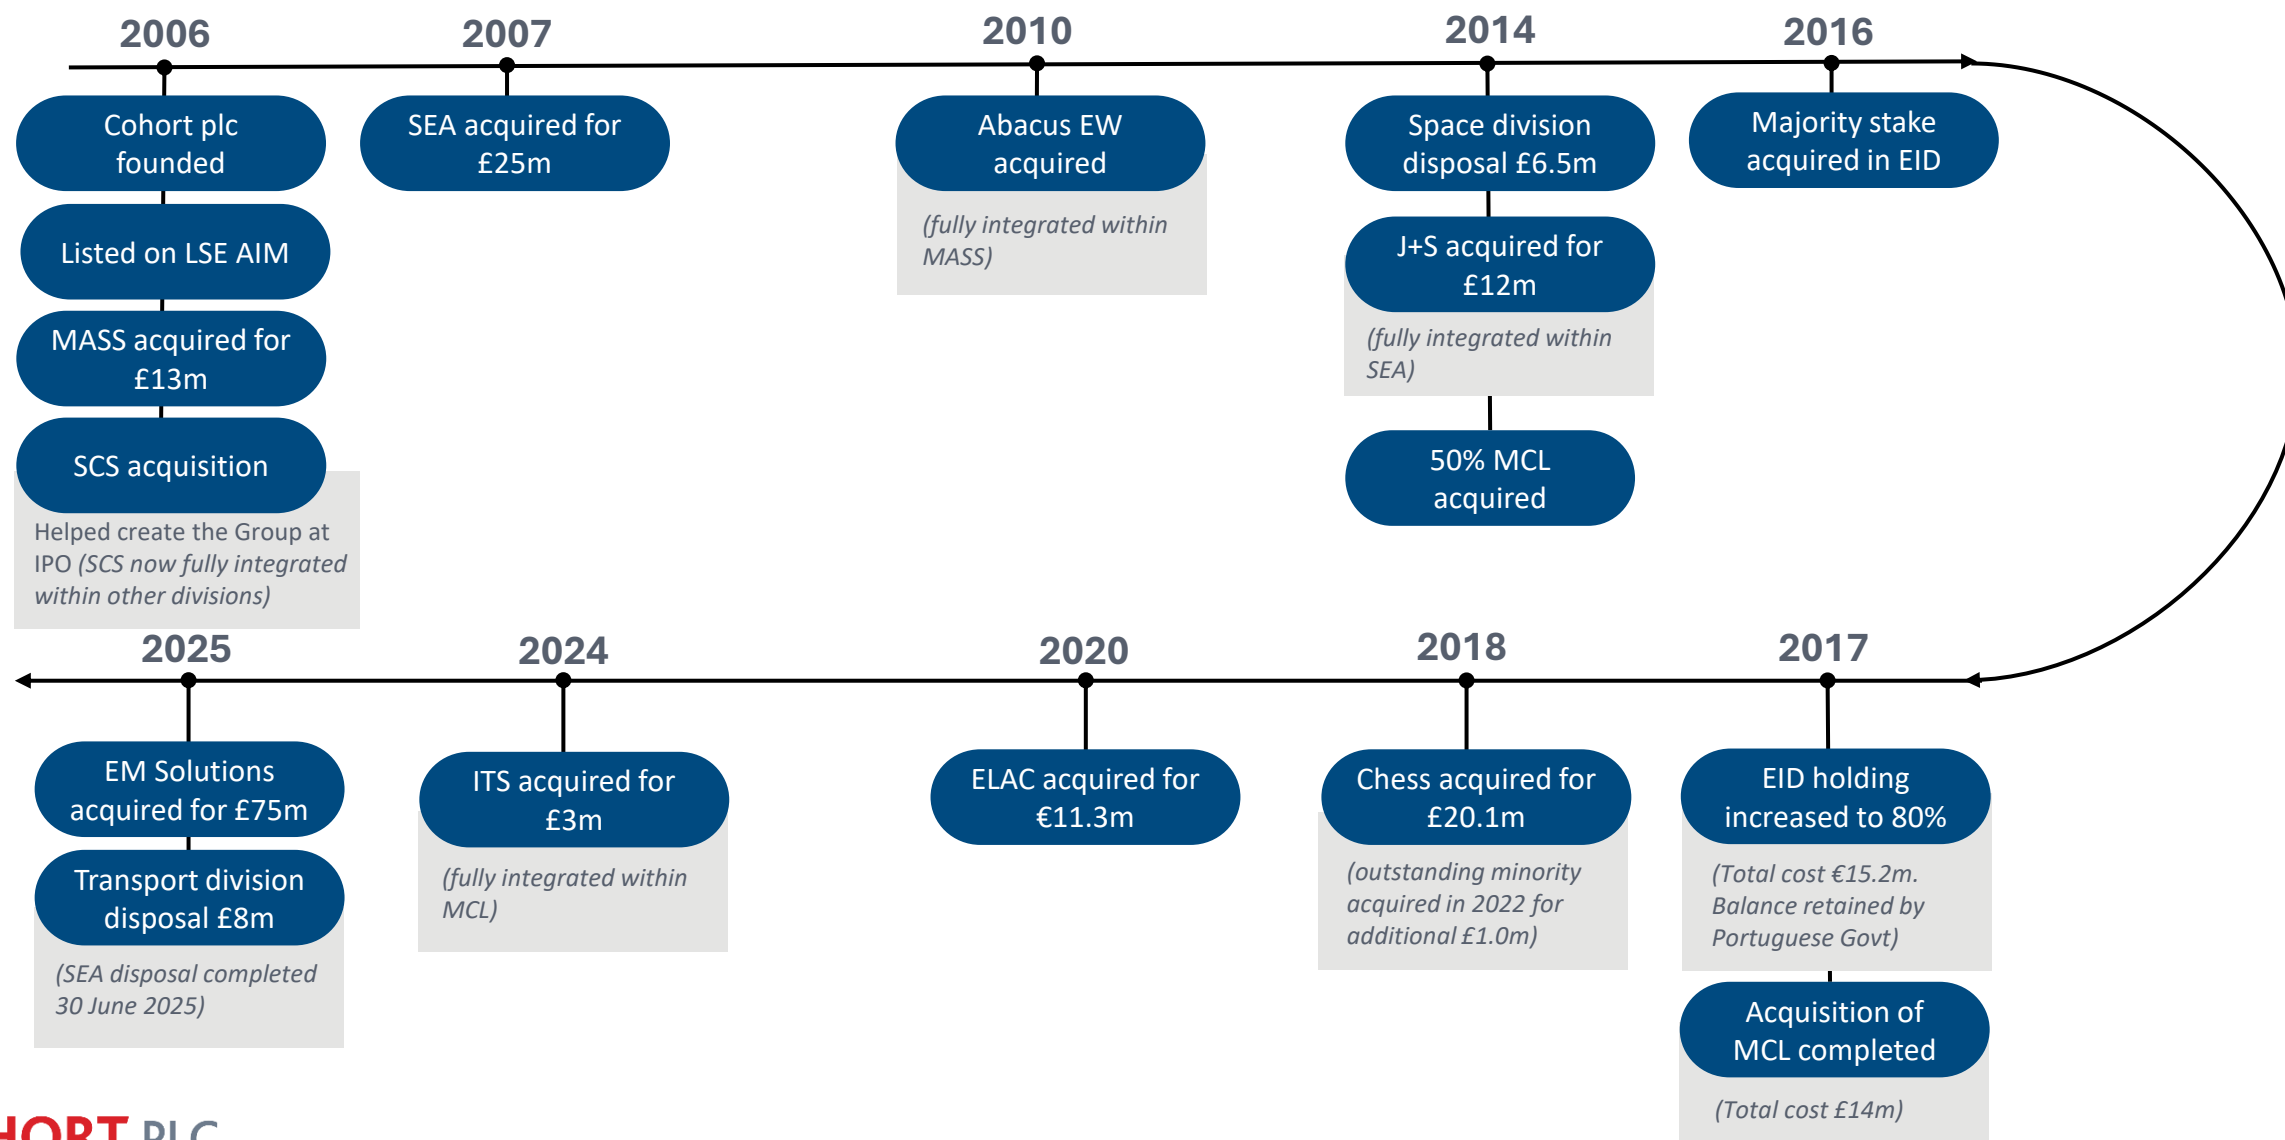 2006
Cohort plc
founded
Listed on LSE AIM
MASS acquired for
£13m
SCS acquisition
Helped create the Group at
IPO (SCS now fully integrated
within other divisions)
2007
SEA acquired for
£25m
2010
Abacus EW
acquired
(fully integrated within
MASS)
2014
Space division
disposal £6.5m
J+S acquired for
£12m
(fully integrated within
SEA)
50% MCL
acquired
2016
Majority stake
acquired in EID
2017
EID holding
increased to 80%
(Total cost €15.2m.
Balance retained by
Portuguese Govt)
Acquisition of
MCL completed
(Total cost £14m)
2018
Chess acquired for
£20.1m
(outstanding minority
acquired in 2022 for
additional £1.0m)
2020
ELAC acquired for
€11.3m
2024
ITS acquired for
£3m
(fully integrated within
MCL)
2025
EM Solutions
acquired for £75m
Transport division
disposal £8m
(SEA disposal completed
30 June 2025)
HORT PLC